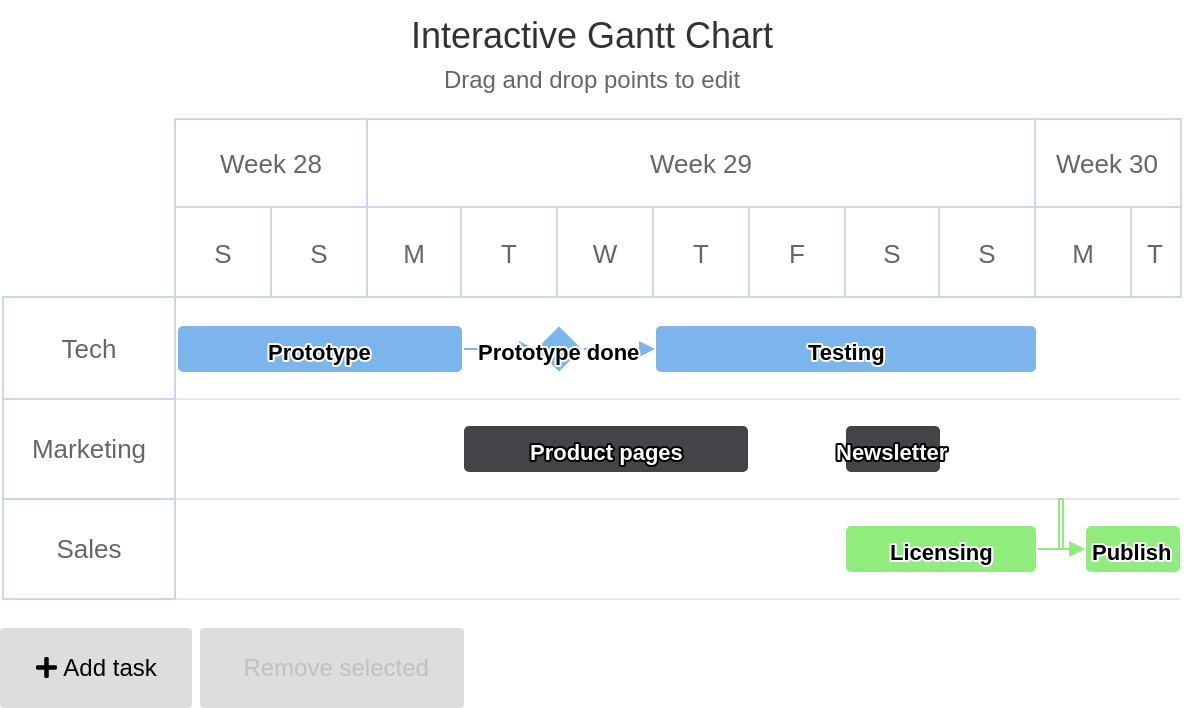 Interactive Gantt Chart
Drag and drop points to edit
Week 28 Week 29 Week 30
S S M T W T F S S M T
Tech Prototype Prototype done Testing
Marketing Product pages Newsletter
Sales Licensing Publish
Add task Remove selected